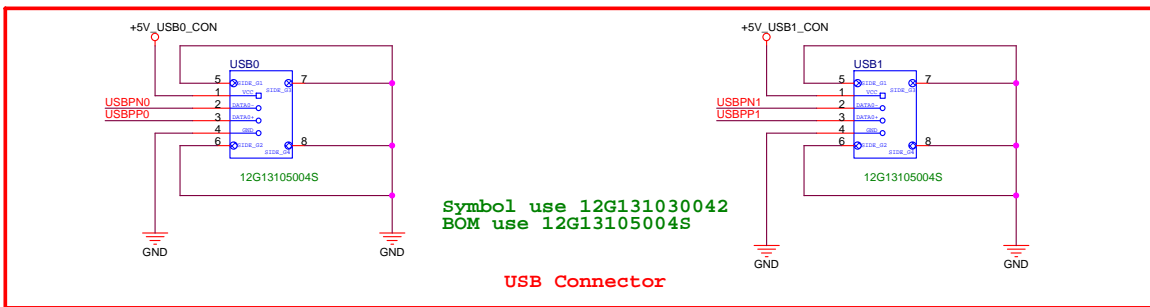 +5V_USB0_CON
USB0
5 SIDE_G1 7
SIDE_G3
1 VCC
USBPN0 2 DATA0-
USBPP0 3 DATA0+
4 GND
6 SIDE_G2 8
SIDE_G4
12G13105004S
GND
GND
+5V_USB1_CON
USB1
5 SIDE_G1 7
SIDE_G3
1 VCC
USBPN1 2 DATA0-
USBPP1 3 DATA0+
4 GND
6 SIDE_G2 8
SIDE_G4
12G13105004S
GND
GND
Symbol use 12G131030042
BOM use 12G13105004S
USB Connector